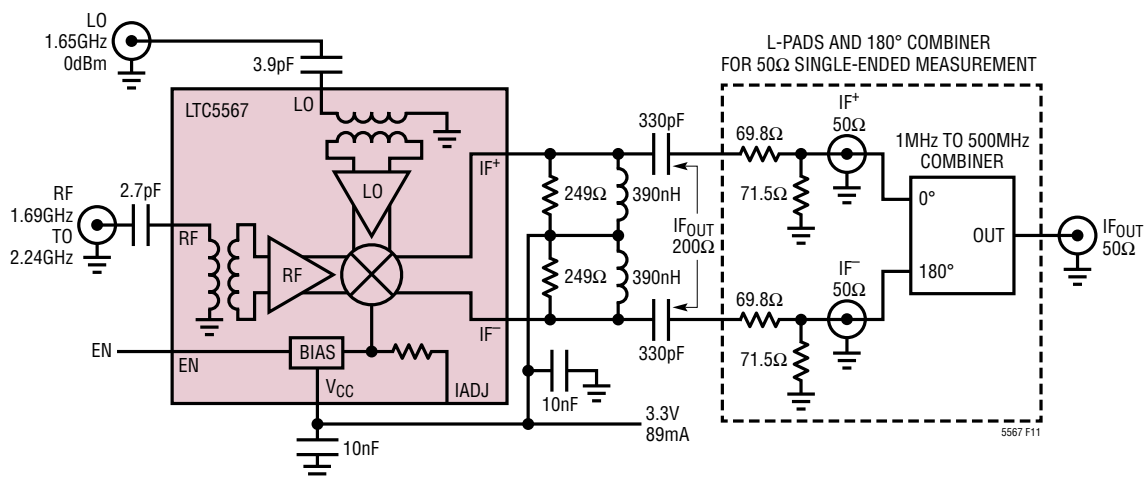 LO
1.65GHz
0dBm
3.9pF
L-PADS AND 180° COMBINER
FOR 50Ω SINGLE-ENDED MEASUREMENT
LTC5567
LO
LO
RF
1.69GHz
TO
2.24GHz
2.7pF
RF
RF
IF+
IF−
249Ω
249Ω
390nH
390nH
330pF
330pF
IFOUT
200Ω
69.8Ω
71.5Ω
69.8Ω
71.5Ω
IF+
50Ω
IF−
50Ω
1MHz TO 500MHz
COMBINER
0°
180°
OUT
IFOUT
50Ω
EN
EN
BIAS
VCC
IADJ
10nF
10nF
3.3V
89mA
5567 F11